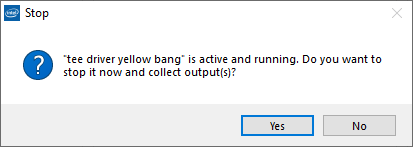 Stop
"tee driver yellow bang" is active and running. Do you want to
stop it now and collect output(s)?
Yes
No